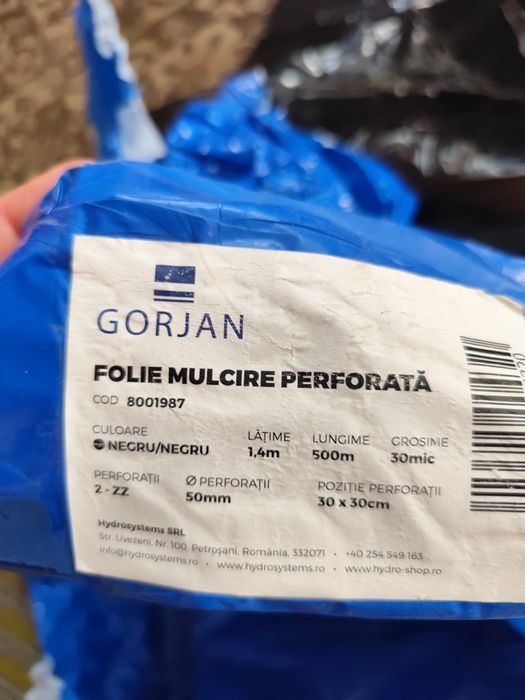 GORJAN
FOLIE MULCIRE PERFORATĂ
COD 8001987
CULOARE LĂȚIME LUNGIME GROSIME
NEGRU/NEGRU 1,4m 500m 30mic
PERFORAȚII Ø PERFORAȚII POZIȚIE PERFORAȚII
2 - ZZ 50mm 30 x 30cm
Hydrosystems SRL
Str. Livezeni, Nr. 100, Petroșani, România, 332071 • +40 254 549 163
info@hydrosystems.ro • www.hydrosystems.ro • www.hydro-shop.ro